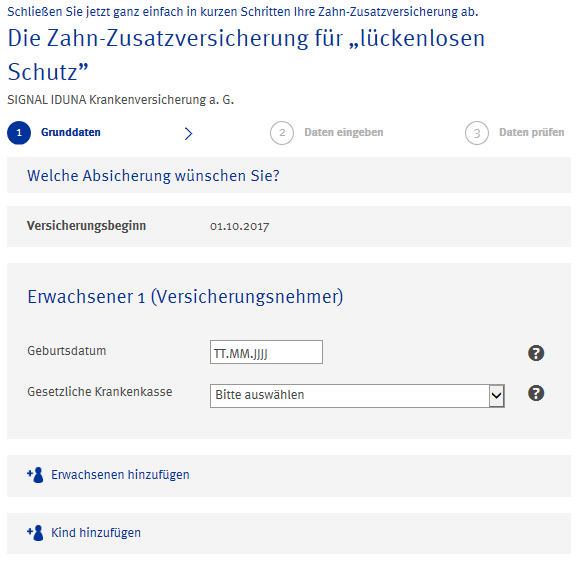 Schließen Sie jetzt ganz einfach in kurzen Schritten Ihre Zahn-Zusatzversicherung ab.
Die Zahn-Zusatzversicherung für „lückenlosen
Schutz”
SIGNAL IDUNA Krankenversicherung a. G.
1 Grunddaten 2 Daten eingeben 3 Daten prüfen
Welche Absicherung wünschen Sie?
Versicherungsbeginn 01.10.2017
Erwachsener 1 (Versicherungsnehmer)
Geburtsdatum TT.MM.JJJJ ?
Gesetzliche Krankenkasse Bitte auswählen ?
Erwachsenen hinzufügen
Kind hinzufügen